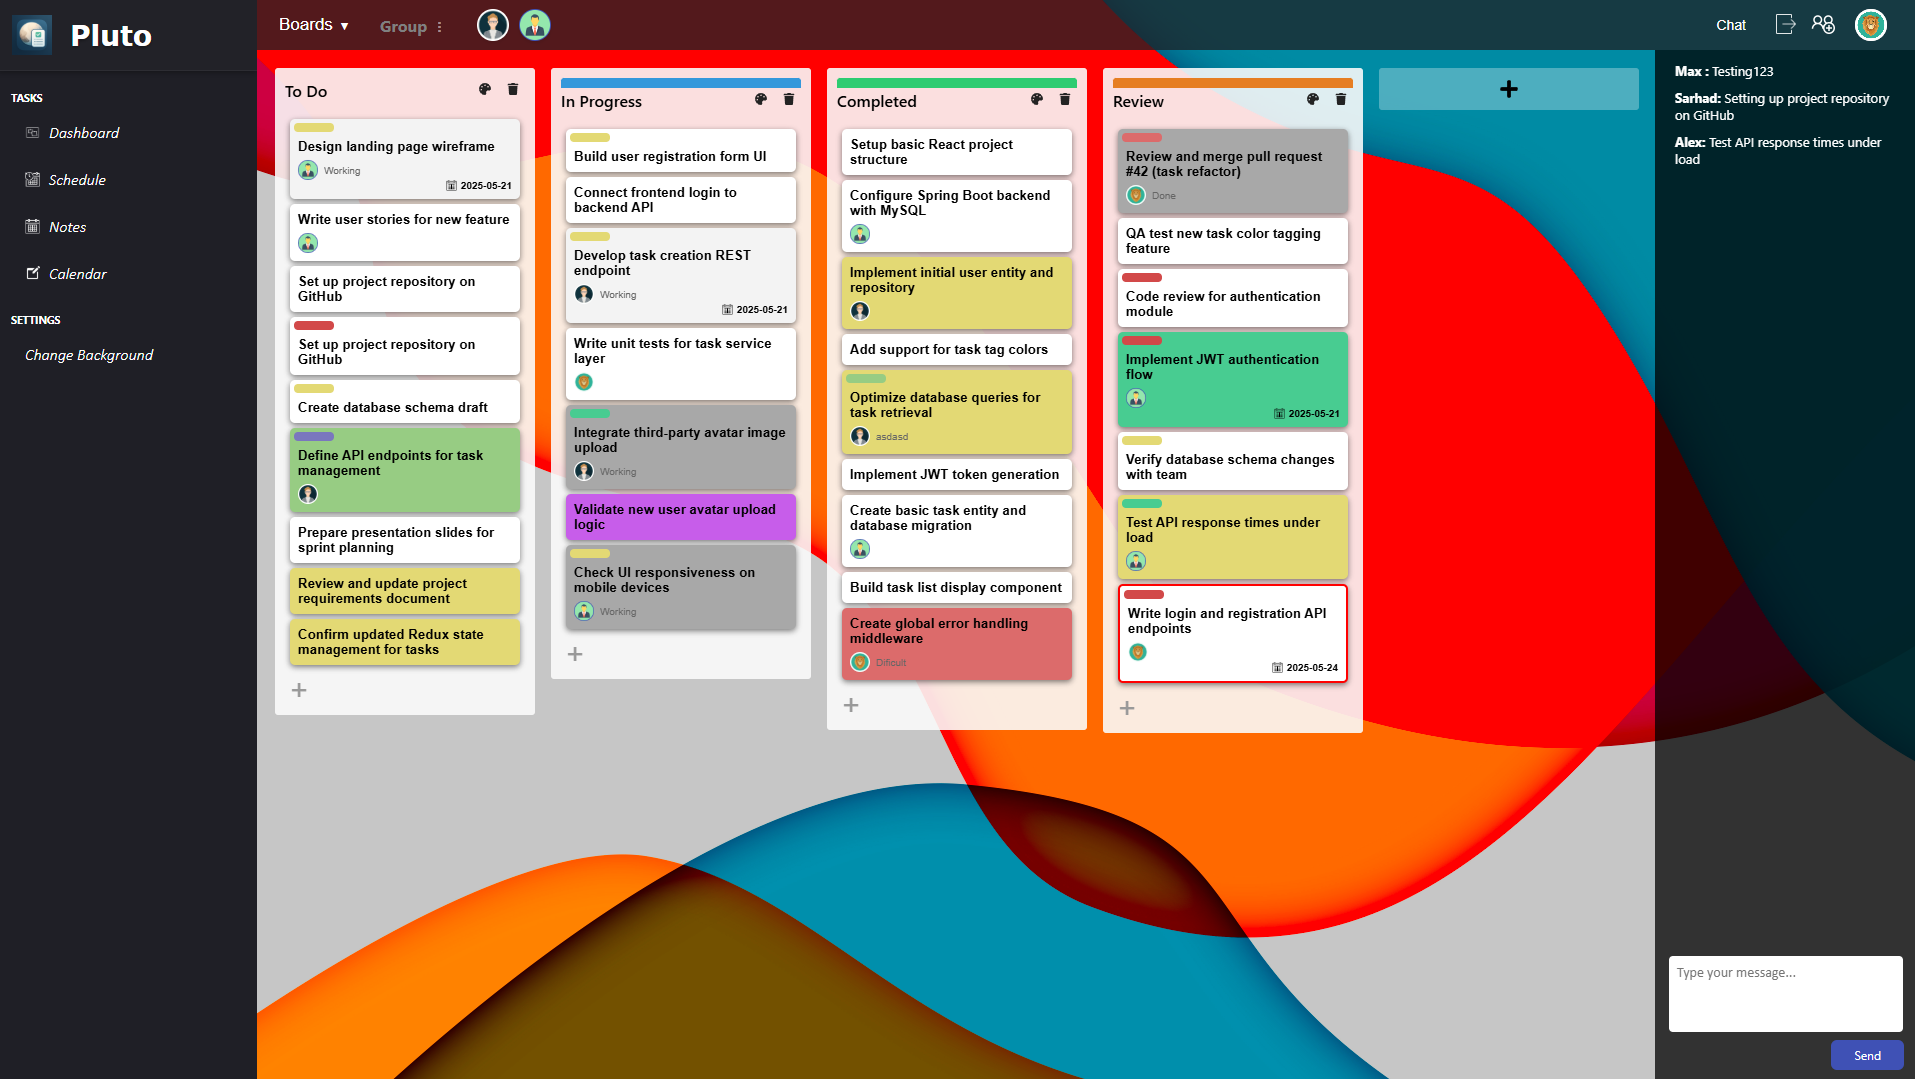 Pluto
TASKS
Dashboard
Schedule
Notes
Calendar
SETTINGS
Change Background
Boards ▼
Group
Chat
To Do
Design landing page wireframe
Working
2025-05-21
Write user stories for new feature
Set up project repository on
GitHub
Set up project repository on
GitHub
Create database schema draft
Define API endpoints for task
management
Prepare presentation slides for
sprint planning
Review and update project
requirements document
Confirm updated Redux state
management for tasks
+
In Progress
Build user registration form UI
Connect frontend login to
backend API
Develop task creation REST
endpoint
Working
2025-05-21
Write unit tests for task service
layer
Integrate third-party avatar image
upload
Working
Validate new user avatar upload
logic
Check UI responsiveness on
mobile devices
Working
+
Completed
Setup basic React project
structure
Configure Spring Boot backend
with MySQL
Implement initial user entity and
repository
Add support for task tag colors
Optimize database queries for
task retrieval
asdasd
Implement JWT token generation
Create basic task entity and
database migration
Build task list display component
Create global error handling
middleware
Dificult
+
Review
Review and merge pull request
#42 (task refactor)
Done
QA test new task color tagging
feature
Code review for authentication
module
Implement JWT authentication
flow
2025-05-21
Verify database schema changes
with team
Test API response times under
load
Write login and registration API
endpoints
2025-05-24
+
+
Max : Testing123
Sarhad: Setting up project repository
on GitHub
Alex: Test API response times under
load
Type your message...
Send